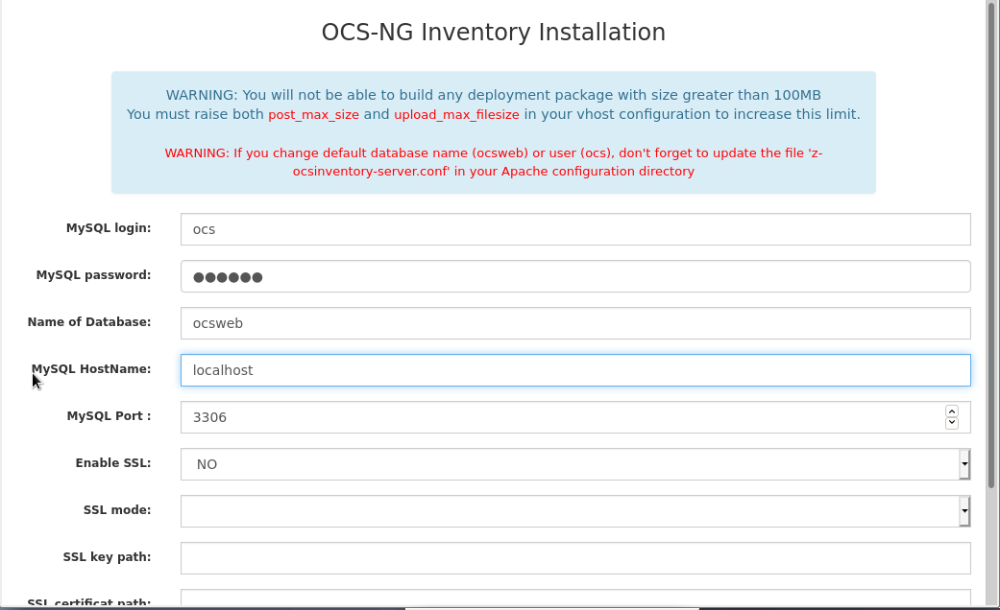 OCS-NG Inventory Installation
WARNING: You will not be able to build any deployment package with size greater than 100MB
You must raise both post_max_size and upload_max_filesize in your vhost configuration to increase this limit.
WARNING: If you change default database name (ocsweb) or user (ocs), don't forget to update the file 'z-
ocsinventory-server.conf' in your Apache configuration directory
MySQL login: ocs
MySQL password: ●●●●●●
Name of Database: ocsweb
MySQL HostName: localhost
MySQL Port : 3306
Enable SSL: NO
SSL mode:
SSL key path:
SSL certificat path: